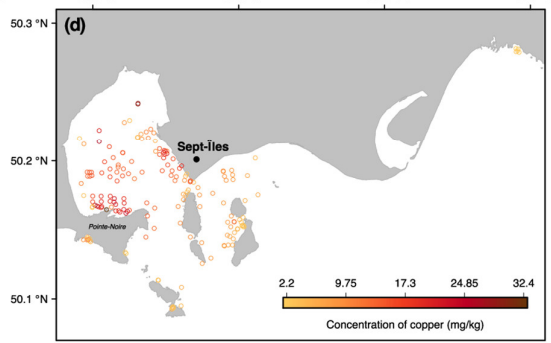 50.3 °N
(d)
Sept-Îles
50.2 °N
Pointe-Noire
2.2 9.75 17.3 24.85 32.4
50.1 °N
Concentration of copper (mg/kg)